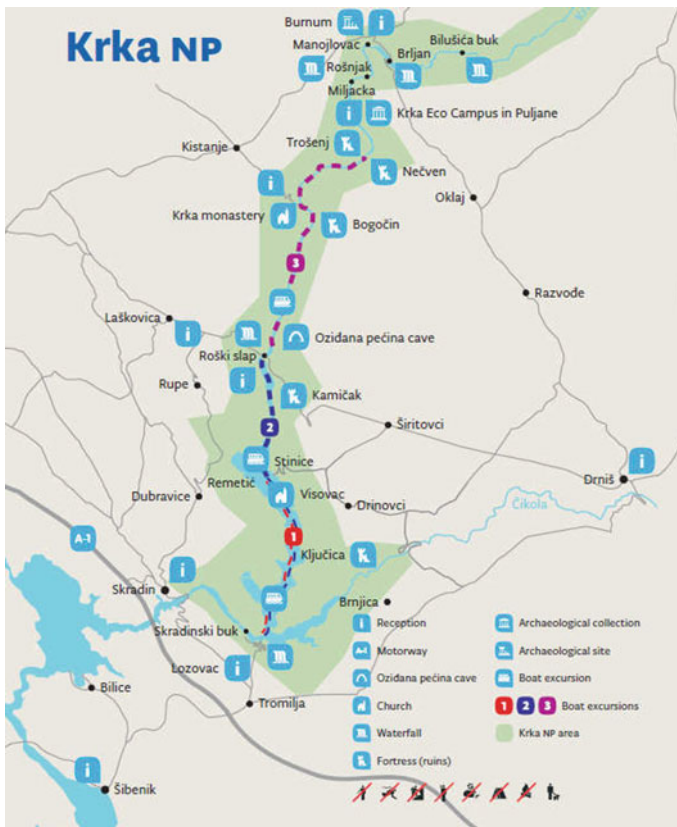 Krka NP
Burnum
i
Manojlovac
Brljan
Bilušića buk
Rošnjak
Miljacka
i
Krka Eco Campus in Puljane
Trošenj
Kistanje
Nečven
i
Oklaj
Krka monastery
Bogočin
3
Razvođe
Laškovica
i
Oziđana pećina cave
Roški slap
Rupe
i
Kamičak
2
Širitovci
Stinice
i
Remetić
Drniš
Visovac
Dubravice
Drinovci
Čikola
A-1
1
Ključica
i
Skradin
Brnjica
Skradinski buk
i Reception
Archaeological collection
Lozovac
i
A-1 Motorway
Archaeological site
Oziđana pećina cave
Boat excursion
Bilice
Tromilja
Church
1 2 3 Boat excursions
Waterfall
Krka NP area
i
Fortress (ruins)
Šibenik